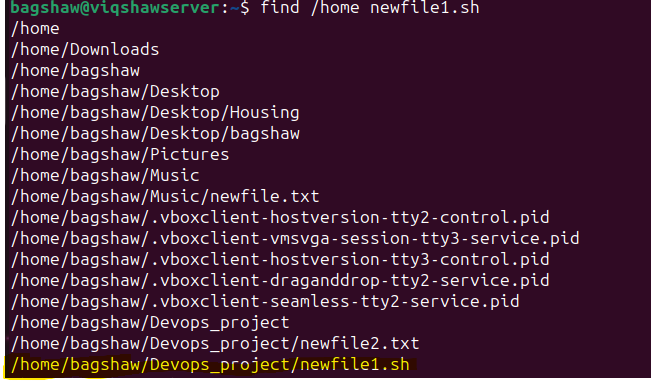 bagshaw@viqshawserver:~$ find /home newfile1.sh
/home
/home/Downloads
/home/bagshaw
/home/bagshaw/Desktop
/home/bagshaw/Desktop/Housing
/home/bagshaw/Desktop/bagshaw
/home/bagshaw/Pictures
/home/bagshaw/Music
/home/bagshaw/Music/newfile.txt
/home/bagshaw/.vboxclient-hostversion-tty2-control.pid
/home/bagshaw/.vboxclient-vmsvga-session-tty3-service.pid
/home/bagshaw/.vboxclient-hostversion-tty3-control.pid
/home/bagshaw/.vboxclient-draganddrop-tty2-service.pid
/home/bagshaw/.vboxclient-seamless-tty2-service.pid
/home/bagshaw/Devops_project
/home/bagshaw/Devops_project/newfile2.txt
/home/bagshaw/Devops_project/newfile1.sh